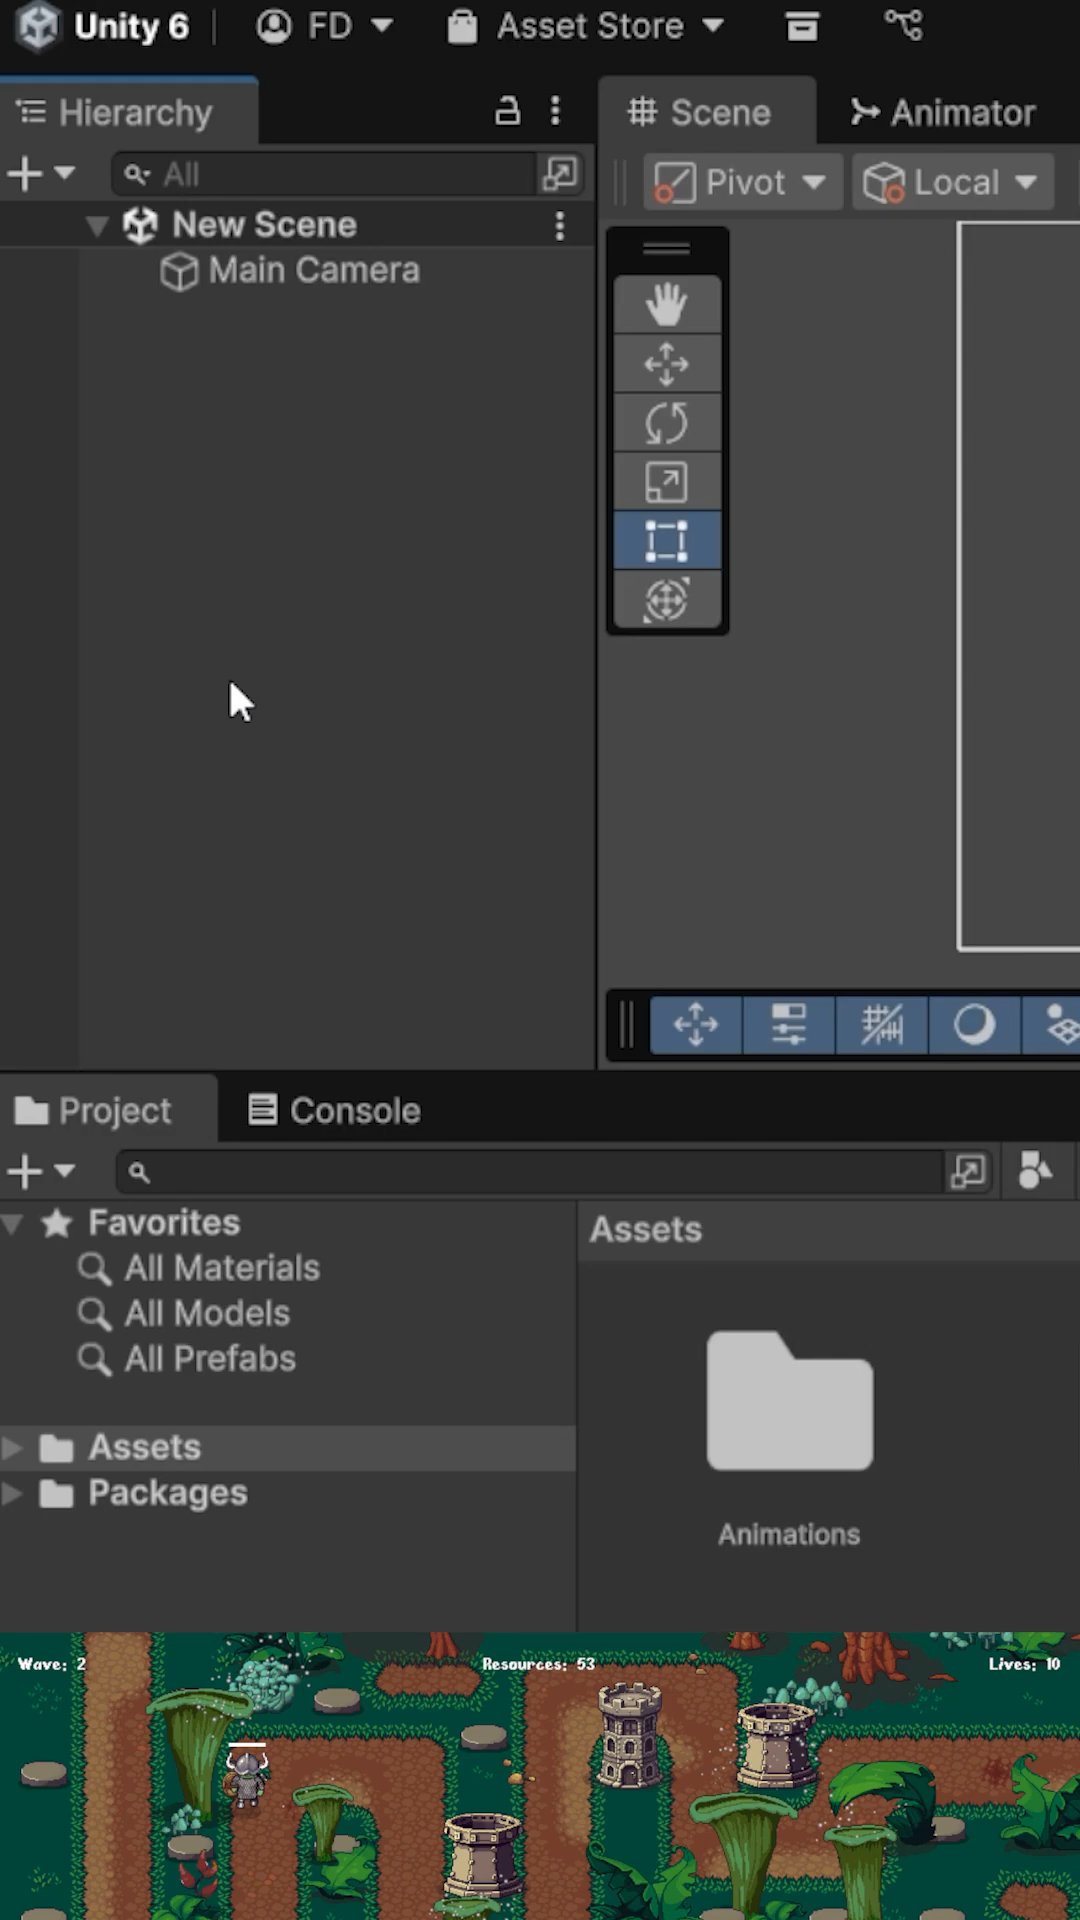 Unity 6 FD Asset Store
Hierarchy
Scene Animator
All
Pivot Local
New Scene
Main Camera
Project Console
Favorites
All Materials
All Models
All Prefabs
Assets
Packages
Assets
Animations
Wave: 2 Resources: 53 Lives: 10